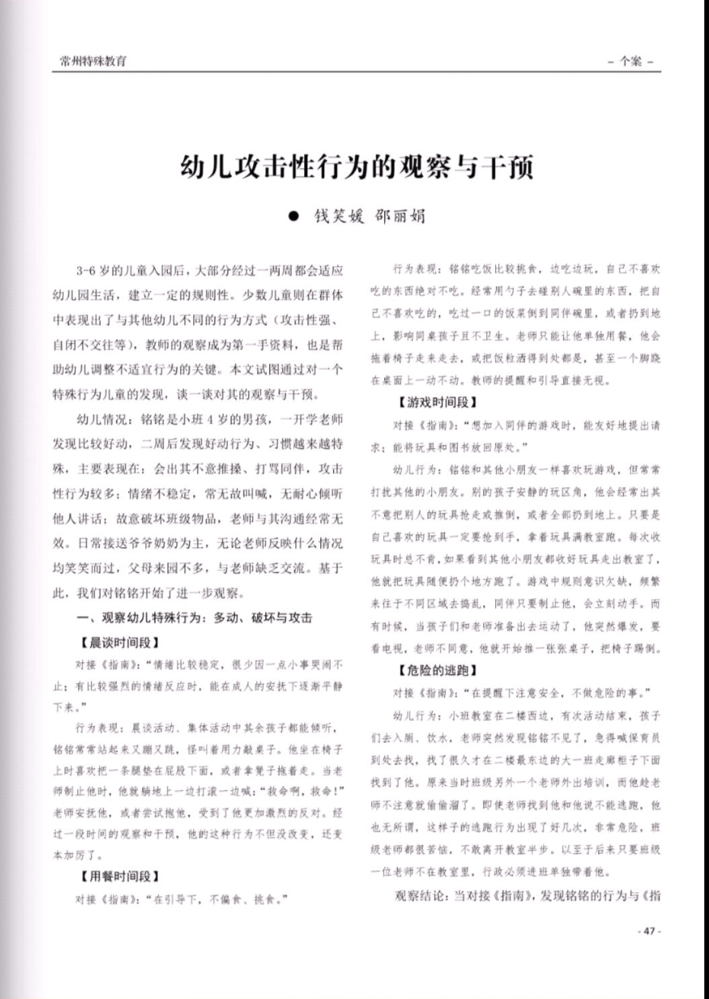 常州特殊教育
- 个案 -
幼儿攻击性行为的观察与干预
● 钱笑媛 邵丽娟
3-6 岁的儿童入园后，大部分经过一两周都会适应
幼儿园生活，建立一定的规则性。少数儿童则在群体
中表现出了与其他幼儿不同的行为方式（攻击性强、
自闭不交往等），教师的观察成为第一手资料，也是帮
助幼儿调整不适宜行为的关键。本文试图通过对一个
特殊行为儿童的发现，谈一谈对其的观察与干预。
幼儿情况：铭铭是小班 4 岁的男孩，一开学老师
发现比较好动，二周后发现好动行为、习惯越来越特
殊，主要表现在：会出其不意推搡、打骂同伴，攻击
性行为较多；情绪不稳定，常无故叫喊，无耐心倾听
他人讲话；故意破坏班级物品，老师与其沟通经常无
效。日常接送爷爷奶奶为主，无论老师反映什么情况
均笑笑而过，父母来园不多，与老师缺乏交流。基于
此，我们对铭铭开始了进一步观察。
一、观察幼儿特殊行为：多动、破坏与攻击
【晨谈时间段】
对接《指南》：“情绪比较稳定，很少因一点小事哭闹不
止；有比较强烈的情绪反应时，能在成人的安抚下逐渐平静
下来。”
行为表现：晨谈活动、集体活动中其余孩子都能倾听，
铭铭常常站起来又蹦又跳，怪叫着用力敲桌子。他坐在椅子
上时喜欢把一条腿垫在屁股下面，或者拿凳子拖着走。当老
师制止他时，他就躺地上一边打滚一边喊：“救命啊，救命！”
老师安抚他，或者尝试抱他，受到了他更加激烈的反对。经
过一段时间的观察和干预，他的这种行为不但没改变，还变
本加厉了。
【用餐时间段】
对接《指南》：“在引导下，不偏食、挑食。”
行为表现：铭铭吃饭比较挑食，边吃边玩，自己不喜欢
吃的东西绝对不吃。经常用勺子去碰别人碗里的东西，把自
己不喜欢吃的，吃过一口的饭菜倒到同伴碗里，或者扔到地
上，影响同桌孩子且不卫生。老师只能让他单独用餐，他会
拖着椅子走来走去，或把饭粒洒得到处都是，甚至一个脚跷
在桌面上一动不动。教师的提醒和引导直接无视。
【游戏时间段】
对接《指南》：“想加入同伴的游戏时，能友好地提出请
求；能将玩具和图书放回原处。”
幼儿行为：铭铭和其他小朋友一样喜欢玩游戏，但常常
打扰其他的小朋友。别的孩子安静的玩区角，他会经常出其
不意把别人的玩具抢走或推倒，或者全部扔到地上。只要是
自己喜欢的玩具一定要抢到手，拿着玩具满教室跑。每次收
玩具时总不肯，如果看到其他小朋友都收好玩具走出教室了，
他就把玩具随便扔个地方跑了。游戏中规则意识欠缺，频繁
来往于不同区域去捣乱，同伴只要制止他，会立刻动手。而
有时候，当孩子们和老师准备出去运动了，他突然爆发，要
看电视，老师不同意，他就开始推一张张桌子，把椅子踢倒。
【危险的逃跑】
对接《指南》：“在提醒下注意安全，不做危险的事。”
幼儿行为：小班教室在二楼西边，有次活动结束，孩子
们去入厕、饮水，老师突然发现铭铭不见了，急得喊保育员
到处去找，找了很久才在二楼最东边的大一班走廊柜子下面
找到了他。原来当时班级另外一个老师外出培训，而他趁老
师不注意就偷偷溜了。即使老师找到他和他说不能逃跑，他
也无所谓，这样子的逃跑行为出现了好几次，非常危险，班
级老师都很苦恼，不敢离开教室半步。以至于后来只要班级
一位老师不在教室里，行政必须进班单独带着他。
观察结论：当对接《指南》，发现铭铭的行为与《指
- 47 -